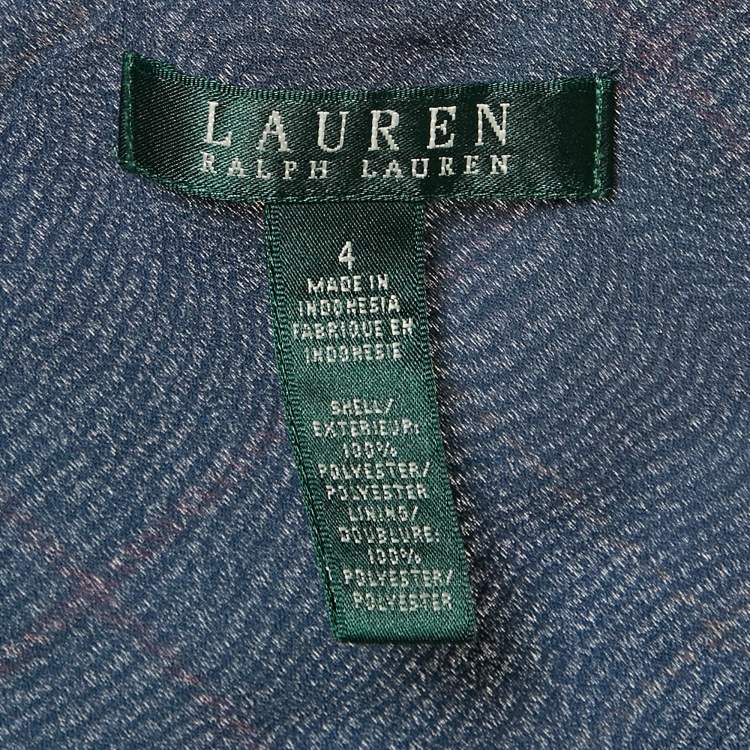 LAUREN
RALPH LAUREN
4
MADE IN
INDONESIA
FABRIQUE EN
INDONESIE
SHELL/
EXTERIEUR:
100%
POLYESTER/
POLYESTER
LINING/
DOUBLURE:
100%
POLYESTER/
POLYESTER